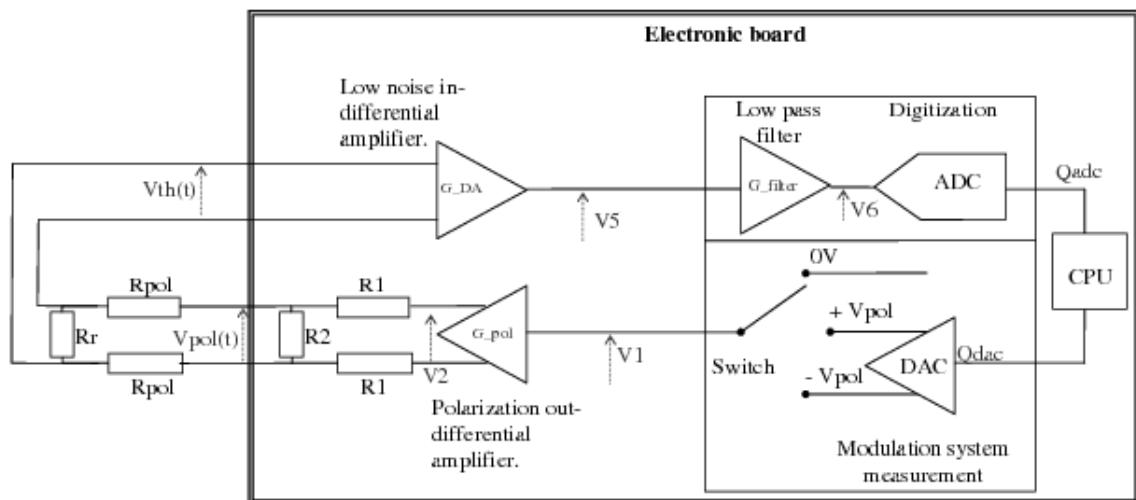 Electronic board
Low noise in-
differential
amplifier.
Low pass
filter
Digitization
Vth(t)
G_DA
V5
G_filter
V6
ADC
Qadc
CPU
0V
+ Vpol
Switch
- Vpol
DAC
Qdac
Rpol
R1
Rr
Vpol(t)
R2
G_pol
V1
Rpol
R1
V2
Polarization out-
differential
amplifier.
Modulation system
measurement